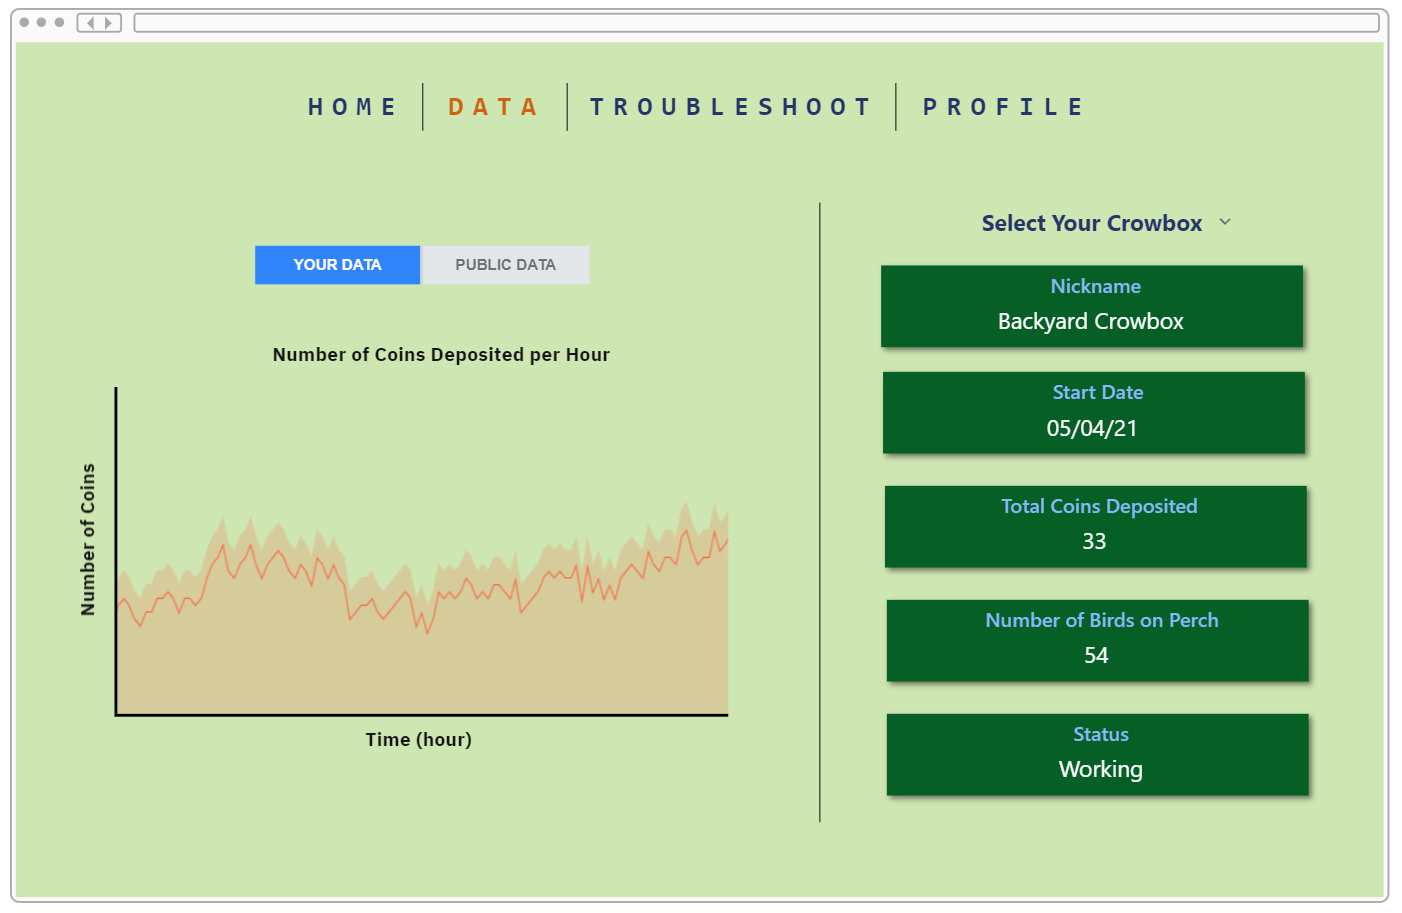 HOME DATA TROUBLESHOOT PROFILE
YOUR DATA PUBLIC DATA
Number of Coins Deposited per Hour
Number of Coins
Time (hour)
Select Your Crowbox
Nickname
Backyard Crowbox
Start Date
05/04/21
Total Coins Deposited
33
Number of Birds on Perch
54
Status
Working